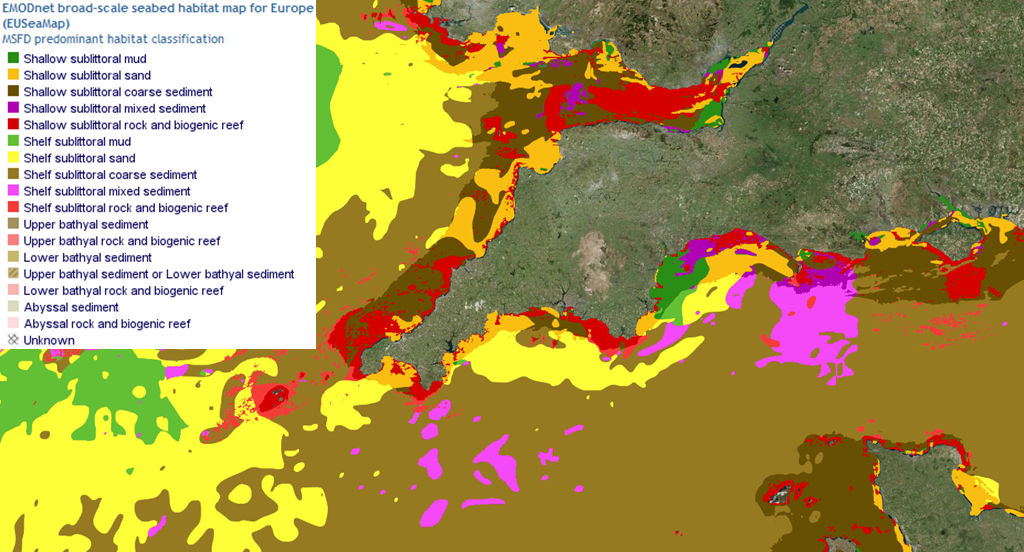 EMODnet broad-scale seabed habitat map for Europe
(EUSeaMap)
MSFD predominant habitat classification
Shallow sublittoral mud
Shallow sublittoral sand
Shallow sublittoral coarse sediment
Shallow sublittoral mixed sediment
Shallow sublittoral rock and biogenic reef
Shelf sublittoral mud
Shelf sublittoral sand
Shelf sublittoral coarse sediment
Shelf sublittoral mixed sediment
Shelf sublittoral rock and biogenic reef
Upper bathyal sediment
Upper bathyal rock and biogenic reef
Lower bathyal sediment
Upper bathyal sediment or Lower bathyal sediment
Lower bathyal rock and biogenic reef
Abyssal sediment
Abyssal rock and biogenic reef
Unknown